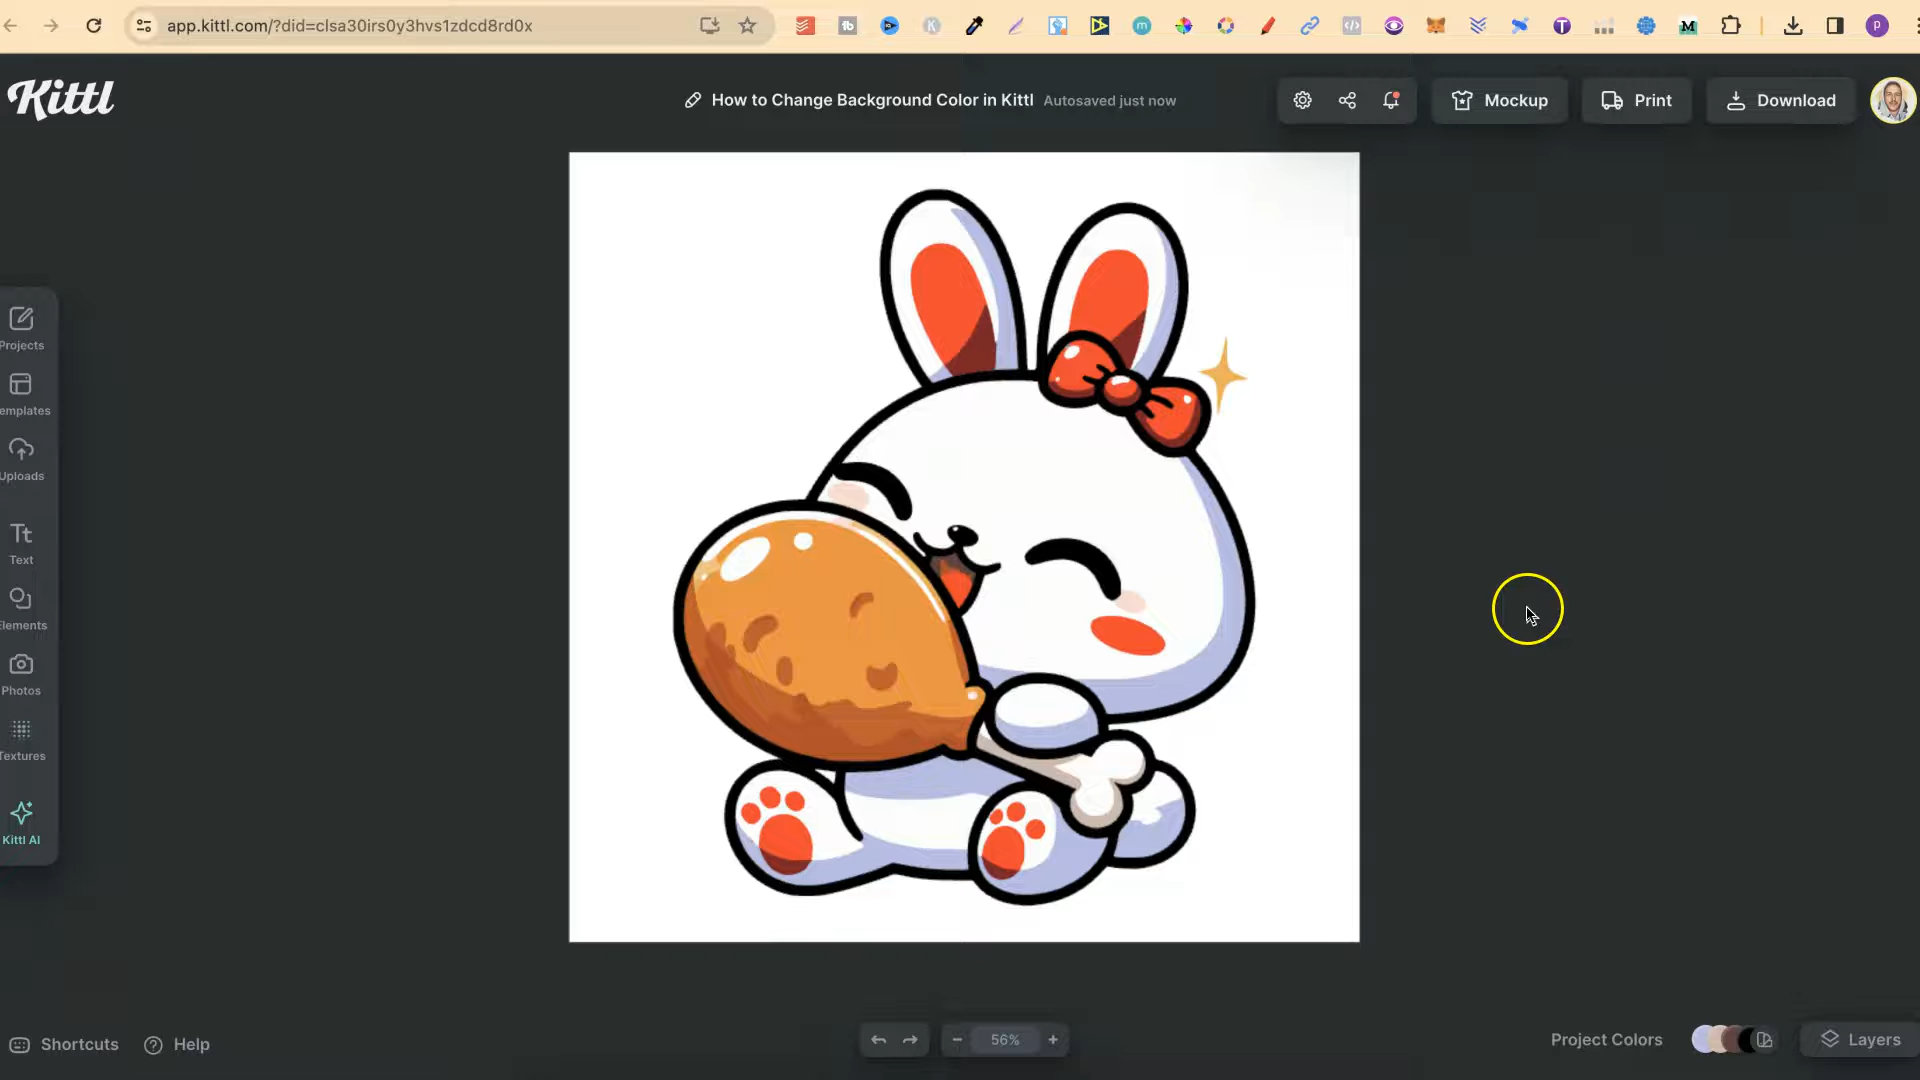 app.kittl.com/?did=clsa30irs0y3hvs1zdcd8rd0x
Kittl
How to Change Background Color in Kittl Autosaved just now
Mockup
Print
Download
Projects
emplates
Uploads
Text
Elements
Photos
Textures
Kittl AI
Shortcuts
Help
56%
Project Colors
Layers